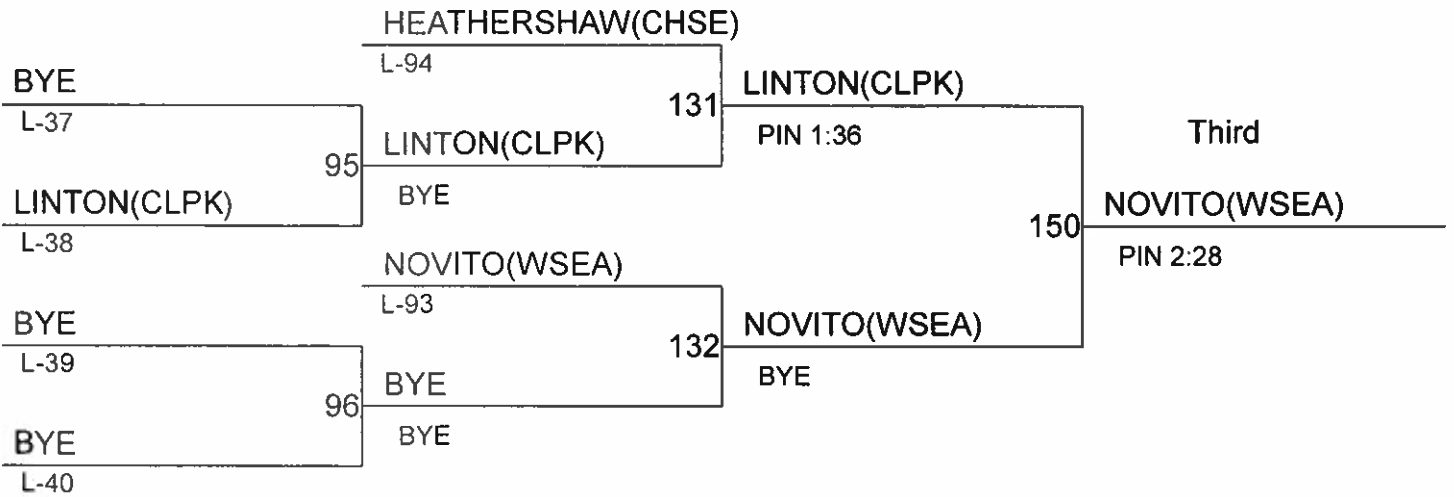 HEATHERSHAW(CHSE)
L-94
BYE
L-37
131
LINTON(CLPK)
PIN 1:36
Third
95
LINTON(CLPK)
BYE
LINTON(CLPK)
L-38
150
NOVITO(WSEA)
PIN 2:28
NOVITO(WSEA)
L-93
BYE
L-39
132
NOVITO(WSEA)
BYE
96
BYE
BYE
BYE
L-40